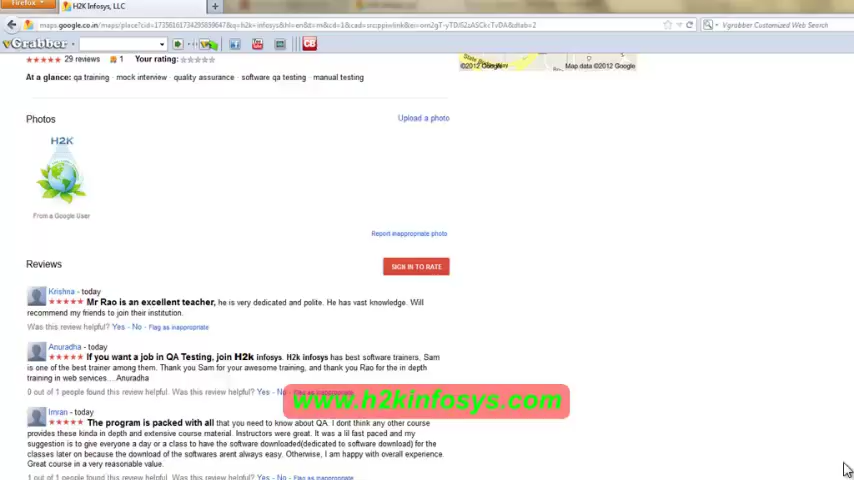 Firefox
H2K Infosys, LLC
vGrabber Customized Web Search
vGrabber
29 reviews 1 Your rating:
©2012 Google Map data ©2012 Google
At a glance: qa training · mock interview · quality assurance · software qa testing · manual testing
Photos
Upload a photo
H2K
From a Google User
Report inappropriate photo
Reviews
SIGN IN TO RATE
Krishna - today
Mr Rao is an excellent teacher, he is very dedicated and polite. He has vast knowledge. Will
recommend my friends to join their institution.
Was this review helpful? Yes - No - Flag as inappropriate
Anuradha - today
If you want a job in QA Testing, join H2k infosys. H2k infosys has best software trainers, Sam
is one of the best trainer among them. Thank you Sam for your awesome training, and thank you Rao for the in depth
training in web services... Anuradha
0 out of 1 people found this review helpful. Was this review helpful? Yes - No - Flag as inappropriate
www.h2kinfosys.com
Imran - today
The program is packed with all that you need to know about QA. I dont think any other course
provides these kinda in depth and extensive course material. Instructors were great. It was a lil fast paced and my
suggestion is to give everyone a day or a class to have the software downloaded(dedicated to software download) for the
classes later on because the download of the softwares arent always easy. Otherwise, I am happy with overall experience.
Great course in a very reasonable value.
1 out of 1 people found this review helpful. Was this review helpful? Yes - No - Flag as inappropriate